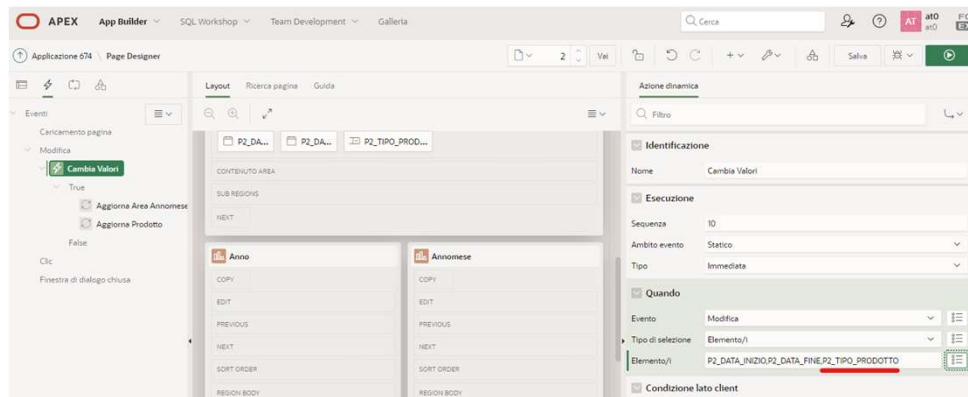 APEX App Builder SQL Workshop Team Development Galleria Cerca AT at0
at0
Applicazione 674 \ Page Designer 2 Vai Salva
Layout Ricerca pagina Guida Azione dinamica
Eventi Filtro
Caricamento pagina
Modifica P2_DA... P2_DA... P2_TIPO_PROD... Identificazione
Cambia Valori CONTENUTO AREA Nome Cambia Valori
True SUB REGIONS Esecuzione
Aggiorna Area Annomese NEXT Sequenza 10
Aggiorna Prodotto Ambito evento Statico
False Anno Annomese Tipo Immediata
Clic COPY COPY
Finestra di dialogo chiusa EDIT EDIT Quando
PREVIOUS PREVIOUS Evento Modifica
NEXT NEXT Tipo di selezione Elemento/i
SORT ORDER SORT ORDER Elemento/i P2_DATA_INIZIO,P2_DATA_FINE,P2_TIPO_PRODOTTO
REGION BODY REGION BODY Condizione lato client